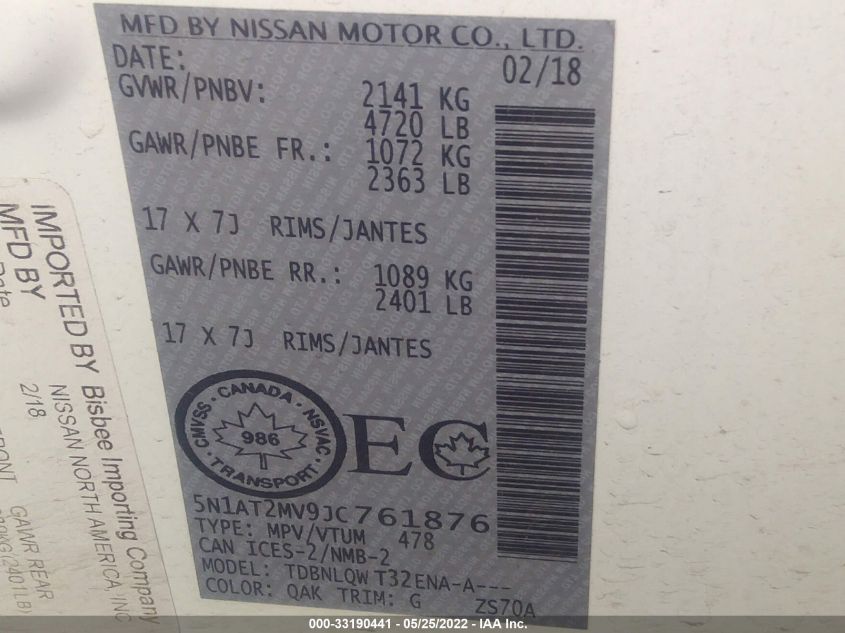 MFD BY NISSAN MOTOR CO., LTD.
DATE: 02/18
GVWR/PNBV: 2141 KG
4720 LB
GAWR/PNBE FR.: 1072 KG
2363 LB
17 X 7J RIMS/JANTES
GAWR/PNBE RR.: 1089 KG
2401 LB
17 X 7J RIMS/JANTES
CANADA
CMVSS · NSVAC
986
TRANSPORT
EC
5N1AT2MV9JC761876
TYPE: MPV/VTUM 478
CAN ICES-2/NMB-2
MODEL: TDBNLQW T32ENA-A---
COLOR: QAK TRIM: G ZS70A
IMPORTED BY Bisbee Importing Company
MFD BY NISSAN NORTH AMERICA, INC
Date 2/18
GAWR REAR
(2401LB)
000-33190441 - 05/25/2022 - IAA Inc.